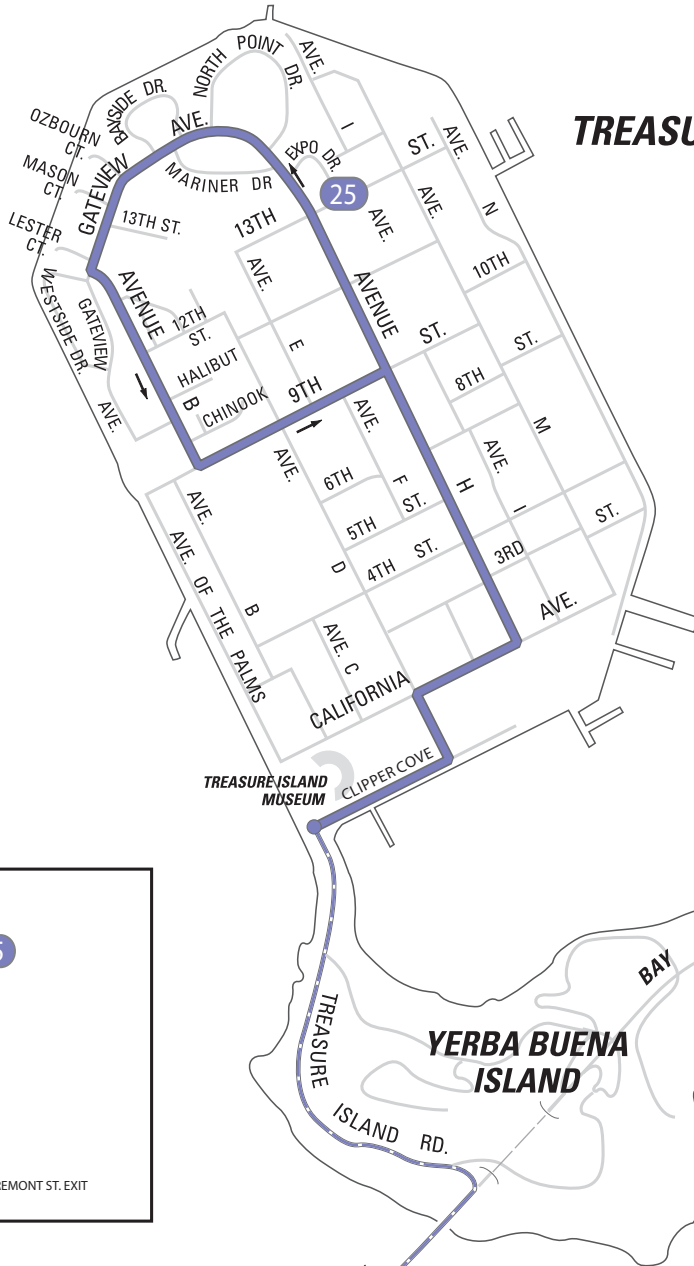 NORTH POINT DR.
AVE.
I
BAYSIDE DR.
OZBOURN
CT.
MASON
CT.
LESTER
CT.
GATEVIEW AVE.
MARINER DR
EXPO DR.
25
TREASU
ST.
AVE.
N
13TH ST.
13TH
AVE.
AVE.
10TH
WESTSIDE DR.
GATEVIEW
AVE.
AVENUE
B
12TH
ST.
HALIBUT
CHINOOK
AVE.
E
9TH
AVENUE
H
ST.
ST.
8TH
M
AVE.
I
AVE.
F
AVE.
D
6TH
ST.
5TH
4TH ST.
3RD
ST.
AVE.
B
AVE. OF THE PALMS
AVE. C
CALIFORNIA
AVE.
TREASURE ISLAND
MUSEUM
CLIPPER COVE
5
TREASURE
ISLAND RD.
YERBA BUENA
ISLAND
BAY
EMONT ST. EXIT